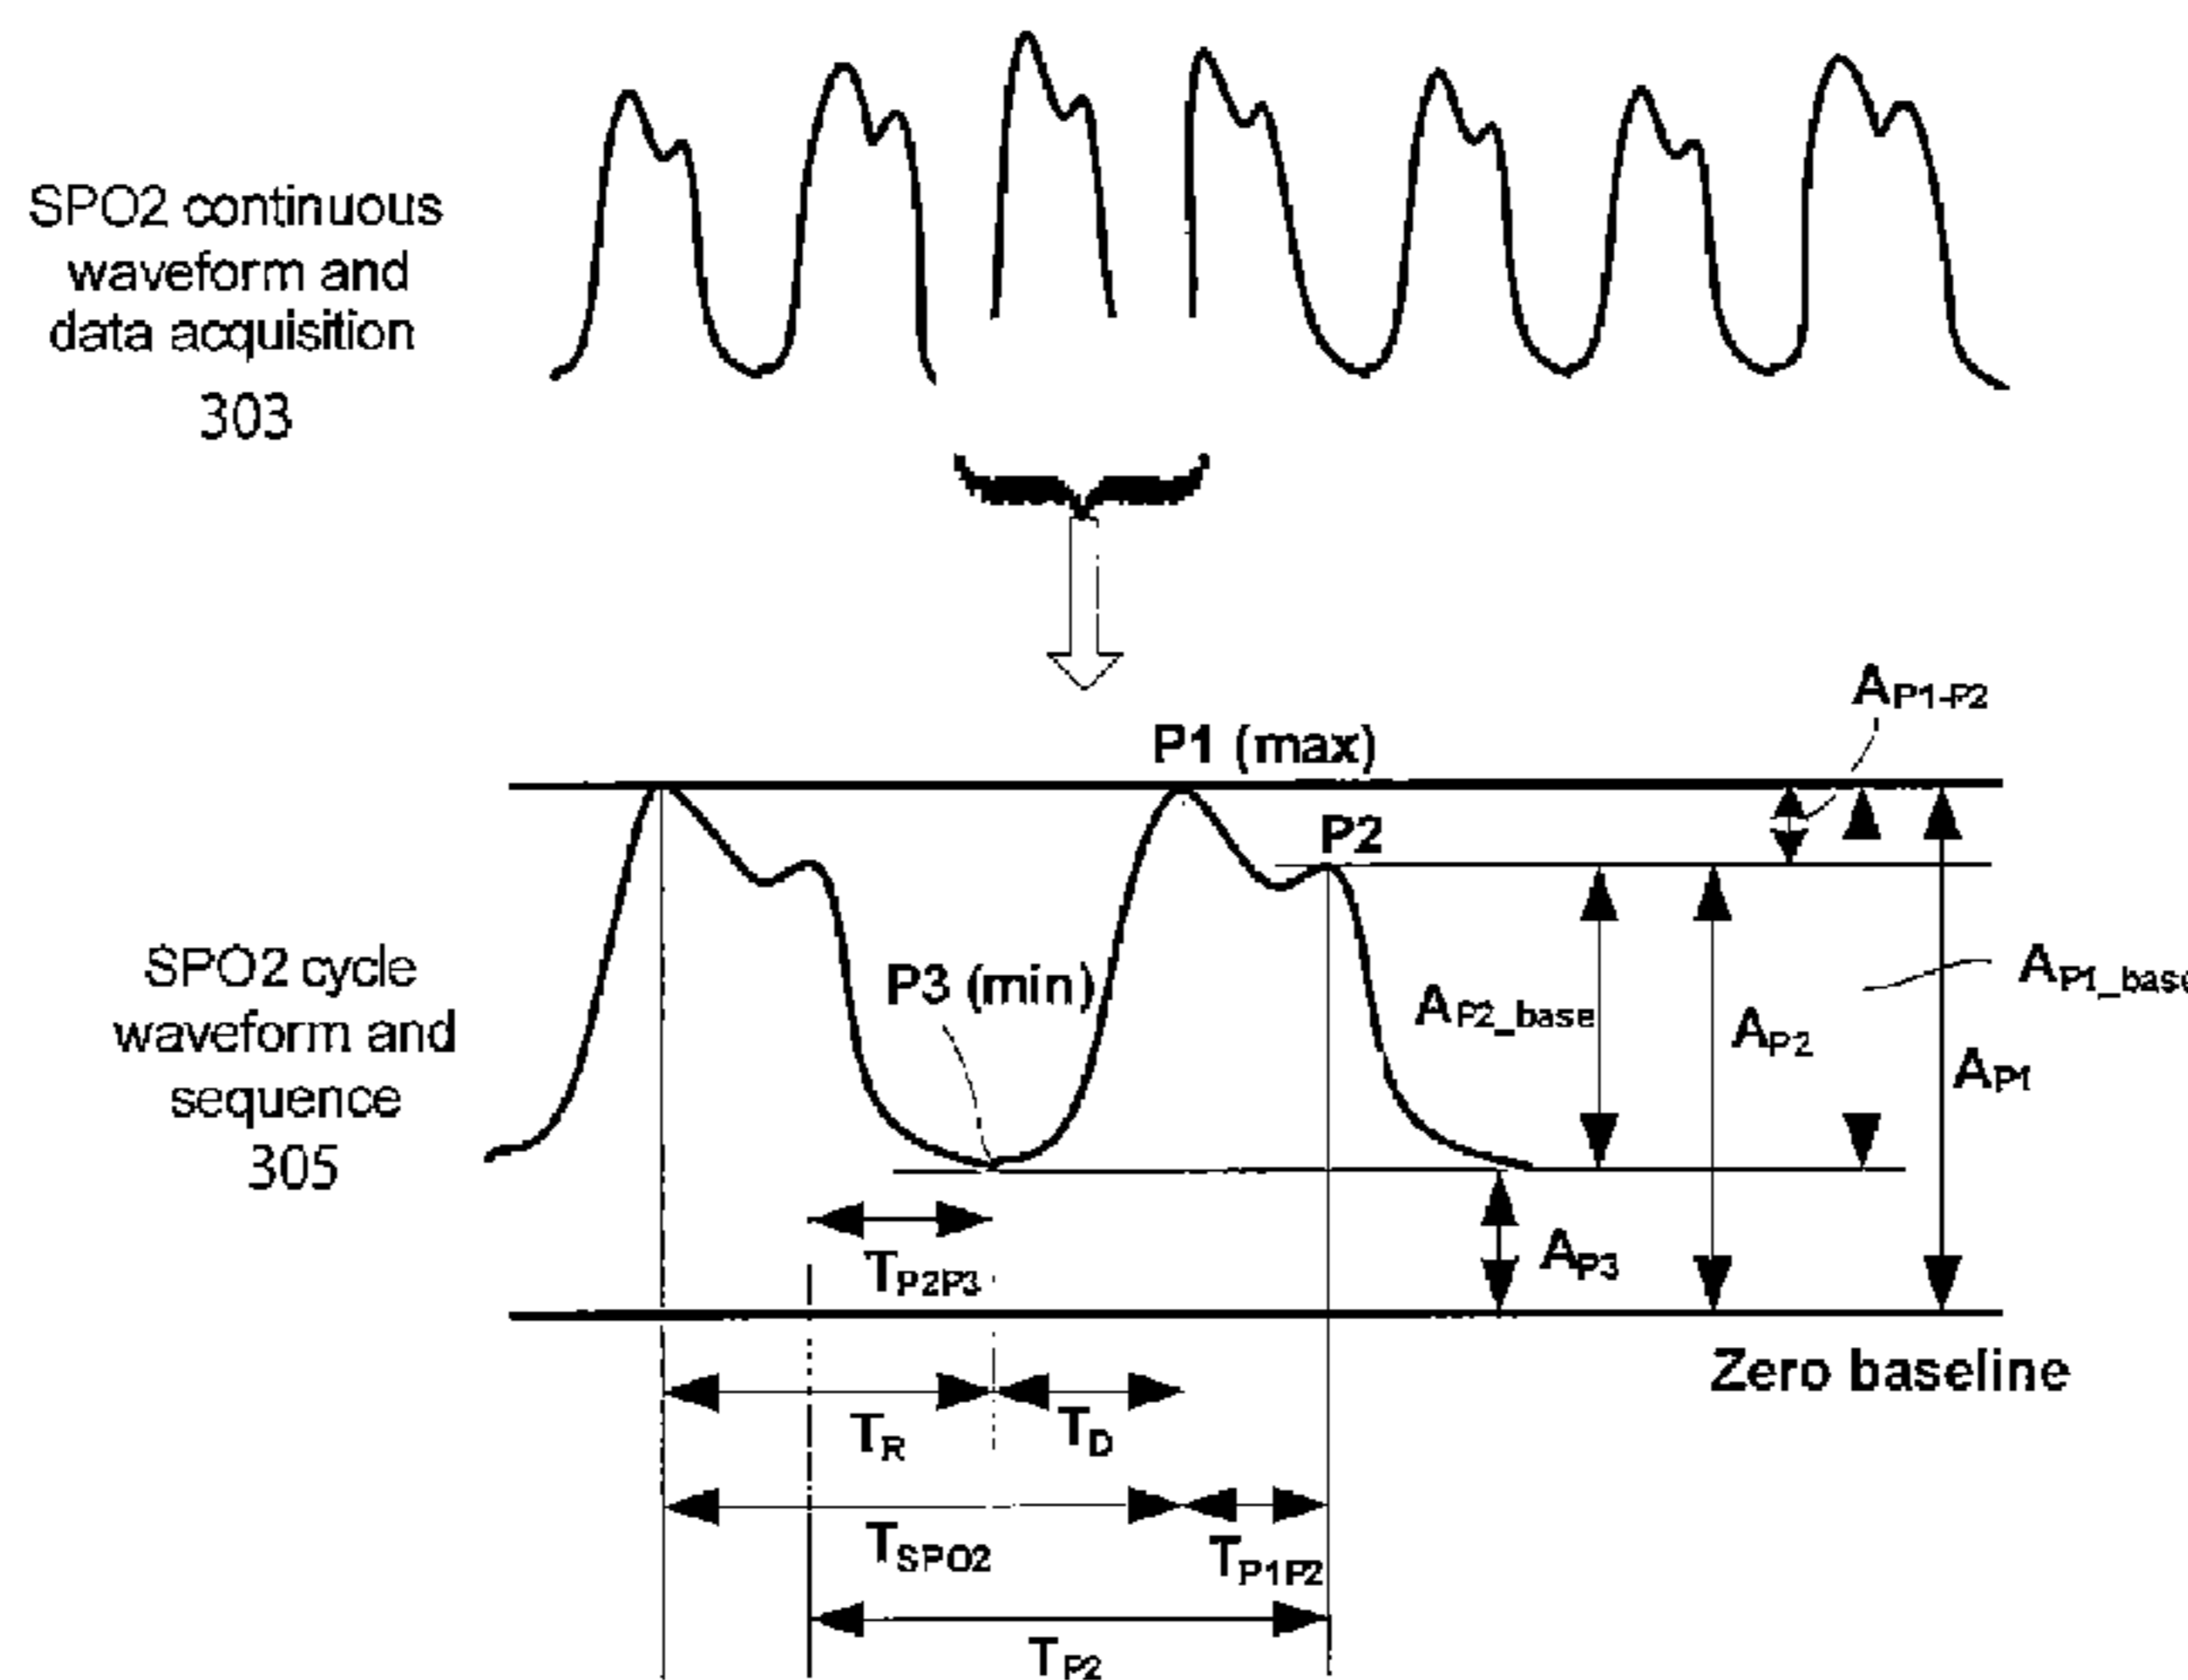 SPO2 continuous
waveform and
data acquisition
303
AP1-P2
P1 (max)
P2
SPO2 cycle
waveform and
sequence
305
P3 (min)
AP2_base
AP2
AP1_base
AP1
TP2P3
AP3
Zero baseline
TR
TD
TSPO2
TP1P2
TP2